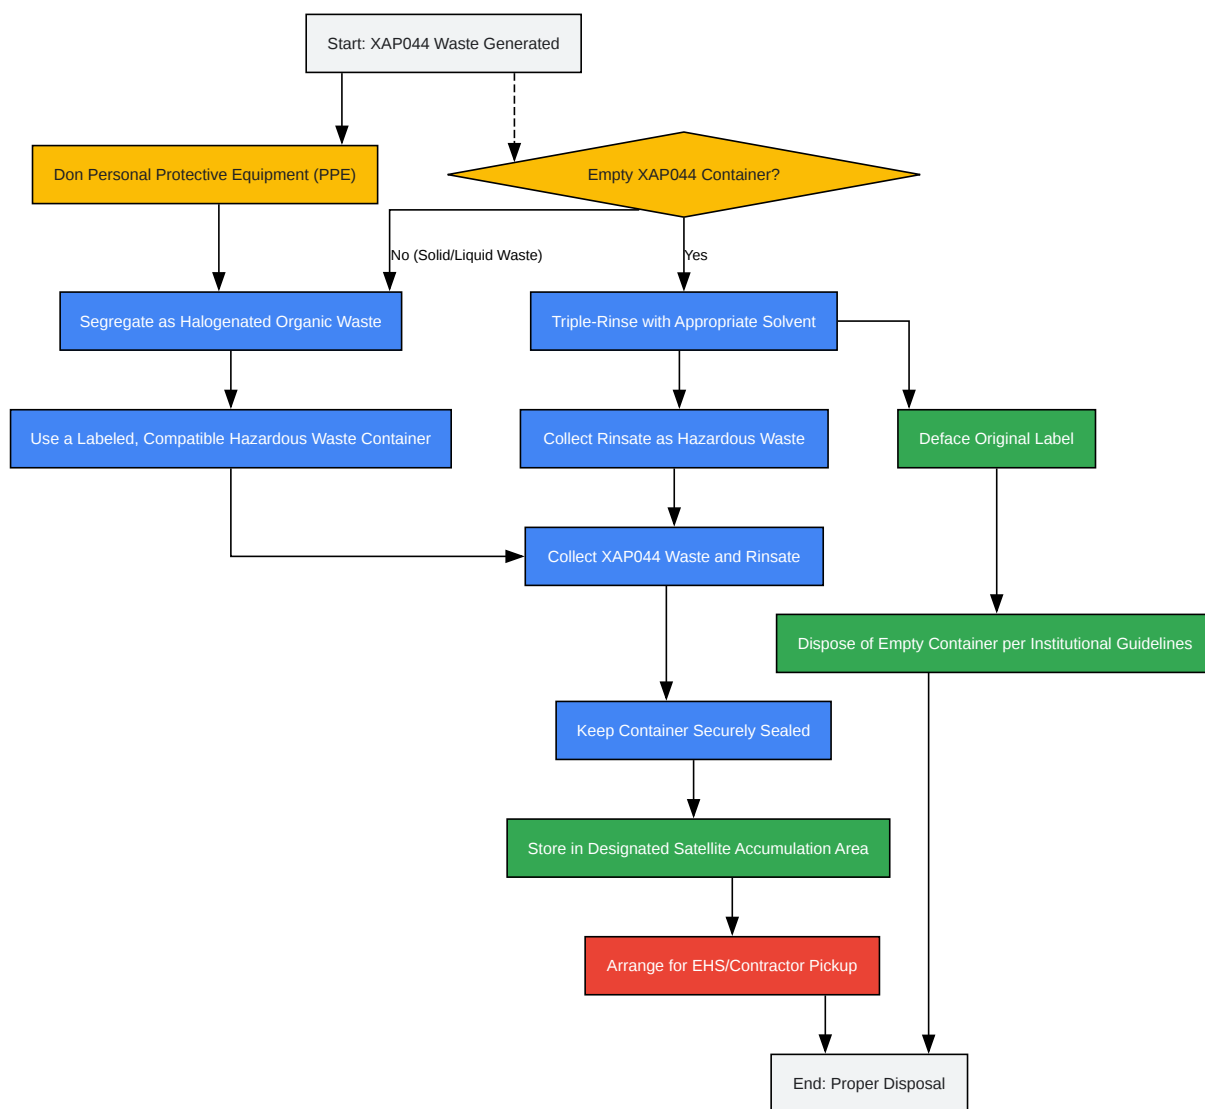 Start: XAP044 Waste Generated
Don Personal Protective Equipment (PPE)
Empty XAP044 Container?
No (Solid/Liquid Waste)
Yes
Segregate as Halogenated Organic Waste
Triple-Rinse with Appropriate Solvent
Use a Labeled, Compatible Hazardous Waste Container
Collect Rinsate as Hazardous Waste
Deface Original Label
Collect XAP044 Waste and Rinsate
Dispose of Empty Container per Institutional Guidelines
Keep Container Securely Sealed
Store in Designated Satellite Accumulation Area
Arrange for EHS/Contractor Pickup
End: Proper Disposal